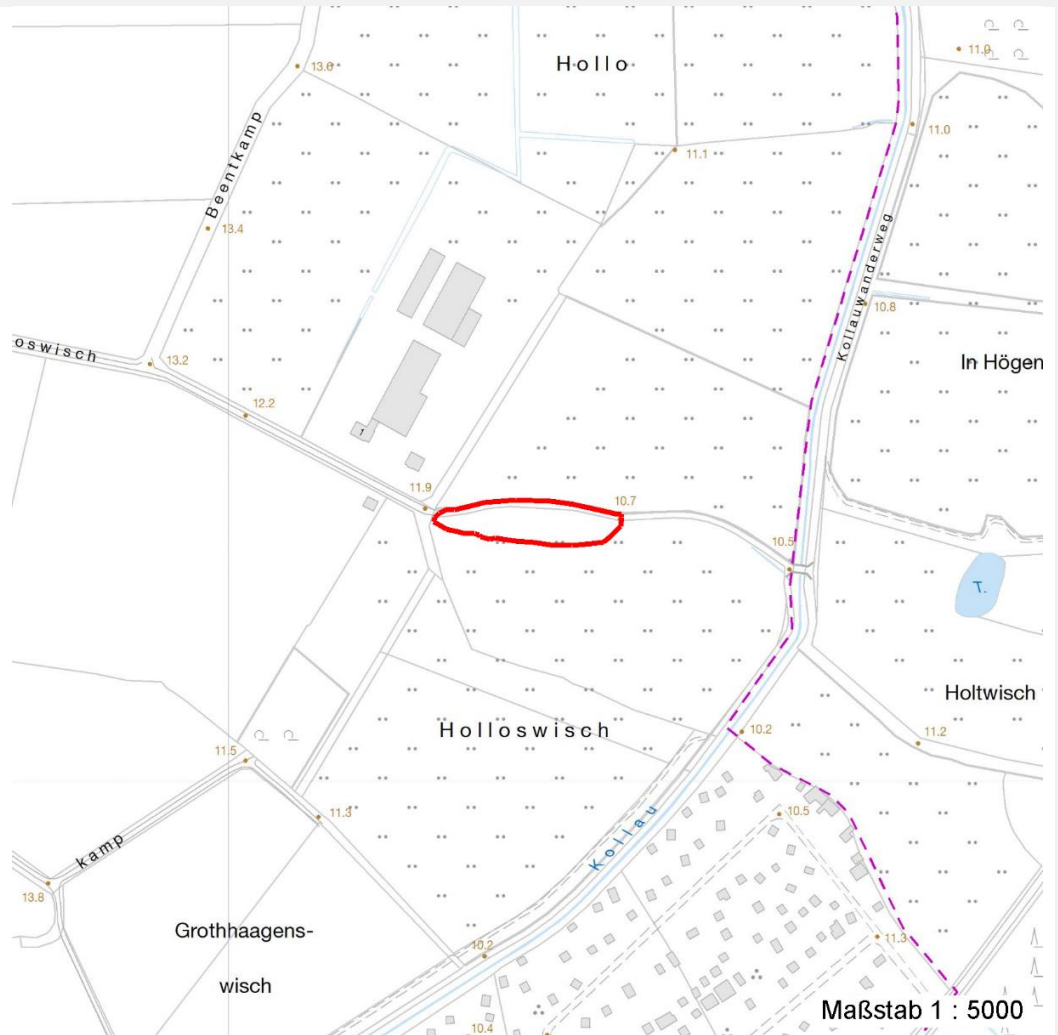 Hollo
11.0
13.6
11.0
11.1
Beentkamp
13.4
Kollauwanderweg
10.8
oswisch
13.2
In Högen
12.2
1
11.9
10.7
10.5
T.
Holtwisch
Holloswisch
10.2
11.2
11.5
11.3
10.5
kamp
Kollau
13.8
Grothhaagens-
wisch
10.2
11.3
10.4
Maßstab 1 : 5000